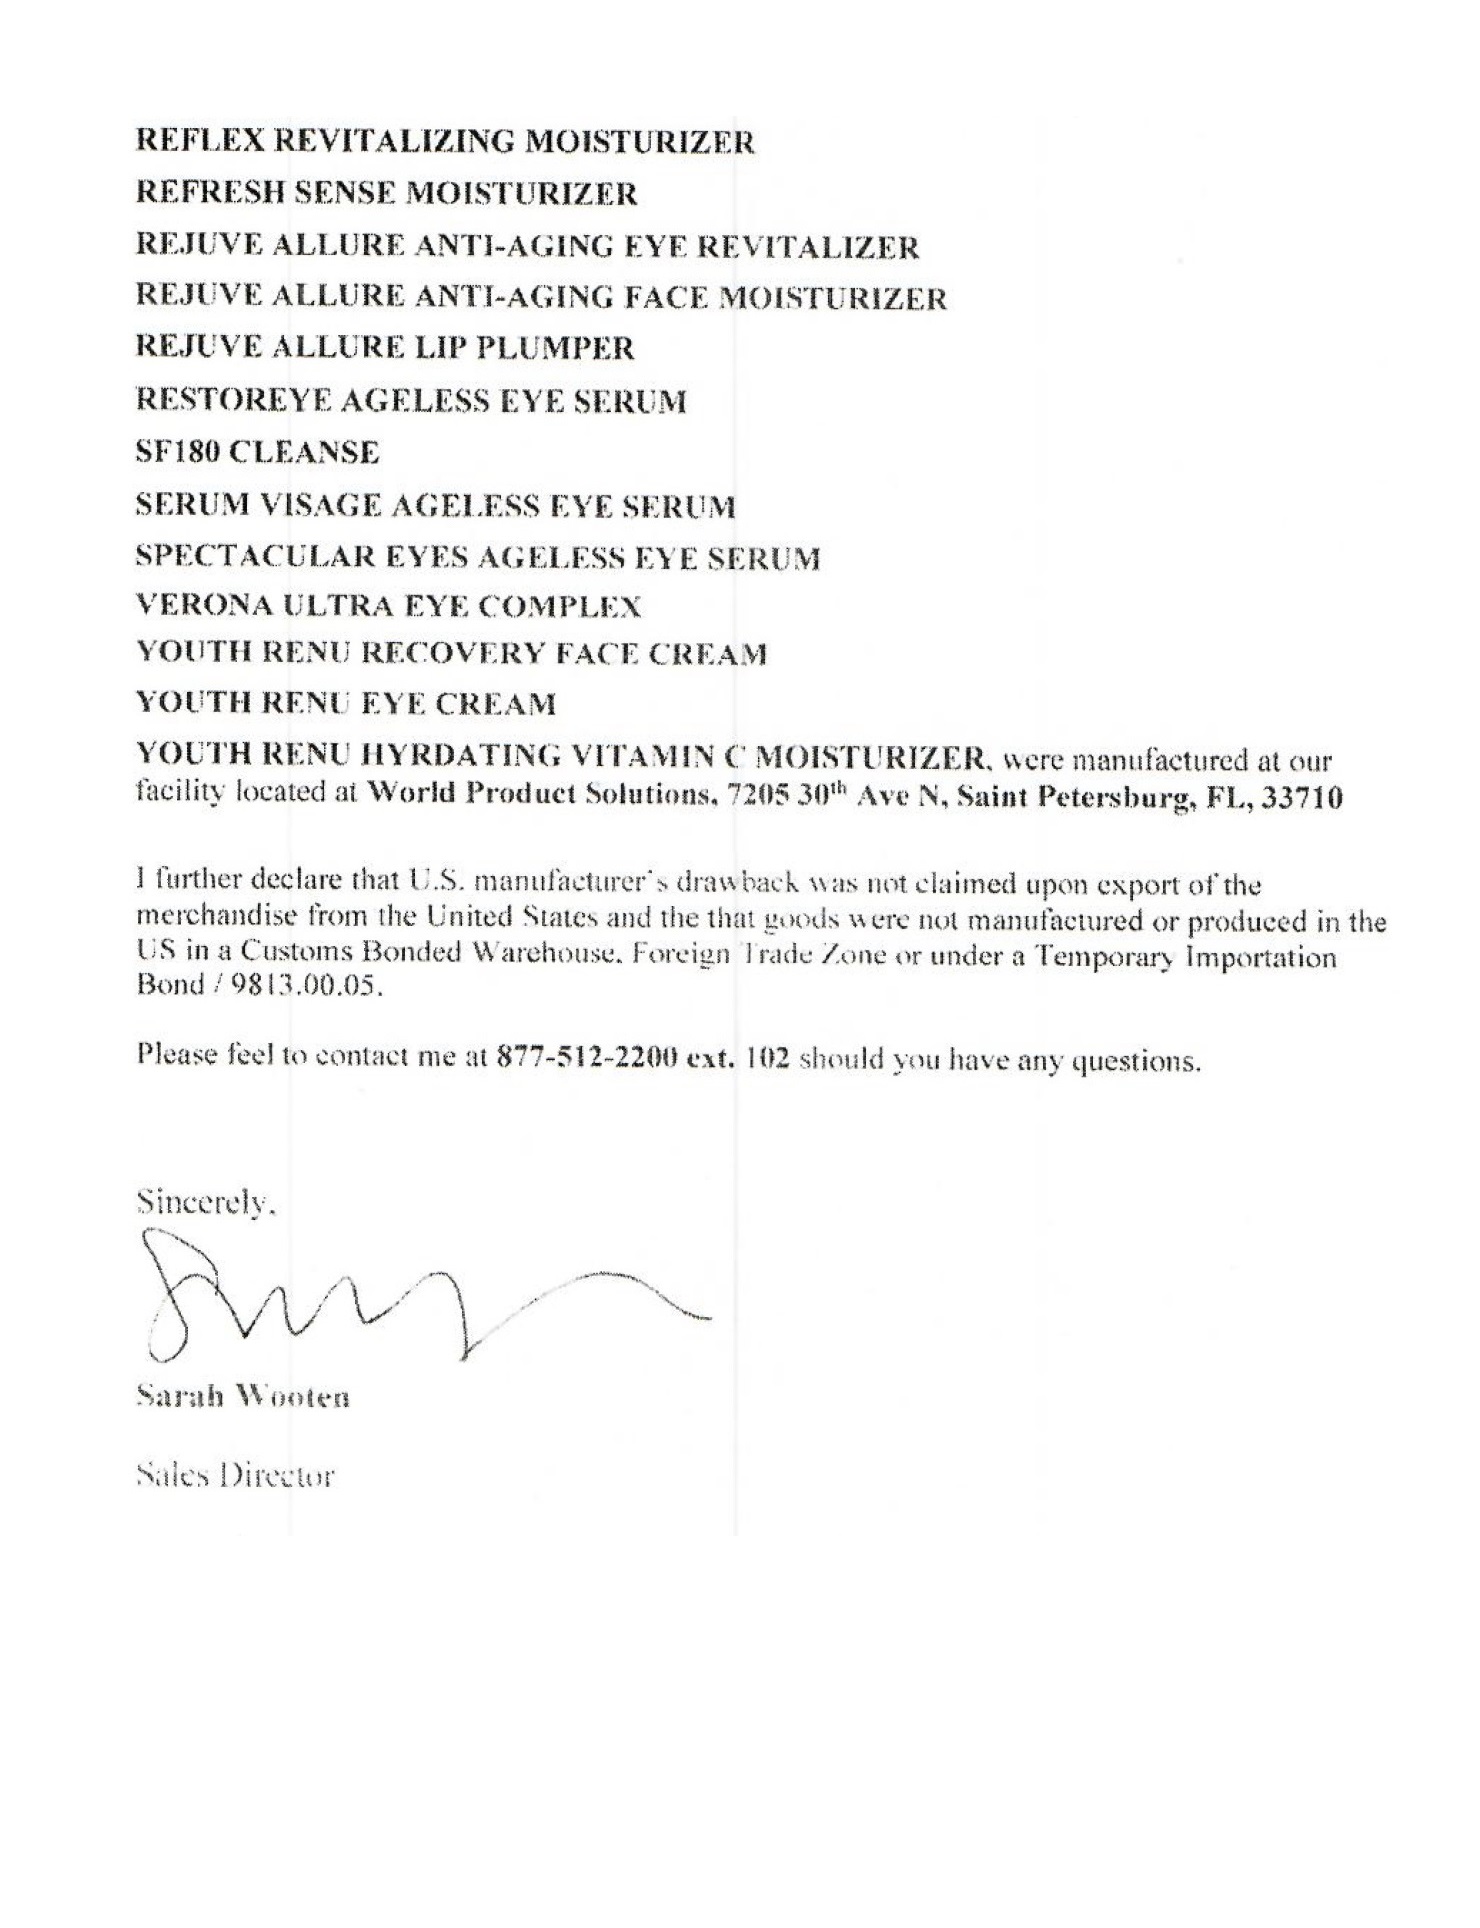 REFLEX REVITALIZING MOISTURIZER
REFRESH SENSE MOISTURIZER
REJUVE ALLURE ANTI-AGING EYE REVITALIZER
REJUVE ALLURE ANTI-AGING FACE MOISTURIZER
REJUVE ALLURE LIP PLUMPER
RESTOREYE AGELESS EYE SERUM
SF180 CLEANSE
SERUM VISAGE AGELESS EYE SERUM
SPECTACULAR EYES AGELESS EYE SERUM
VERONA ULTRA EYE COMPLEX
YOUTH RENU RECOVERY FACE CREAM
YOUTH RENU EYE CREAM
YOUTH RENU HYRDATING VITAMIN C MOISTURIZER, were manufactured at our
facility located at World Product Solutions, 7205 30th Ave N, Saint Petersburg, FL, 33710
I further declare that U.S. manufacturer's drawback was not claimed upon export of the
merchandise from the United States and the that goods were not manufactured or produced in the
US in a Customs Bonded Warehouse, Foreign Trade Zone or under a Temporary Importation
Bond / 9813.00.05.
Please feel to contact me at 877-512-2200 ext. 102 should you have any questions.
Sincerely,
Sarah Wooten
Sales Director